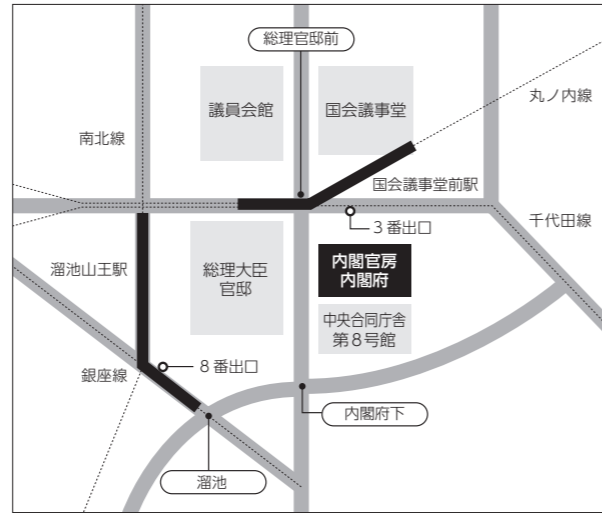 総理官邸前
議員会館
国会議事堂
丸ノ内線
南北線
国会議事堂前駅
3番出口
千代田線
溜池山王駅
総理大臣
官邸
内閣官房
内閣府
中央合同庁舎
第8号館
8番出口
銀座線
内閣府下
溜池